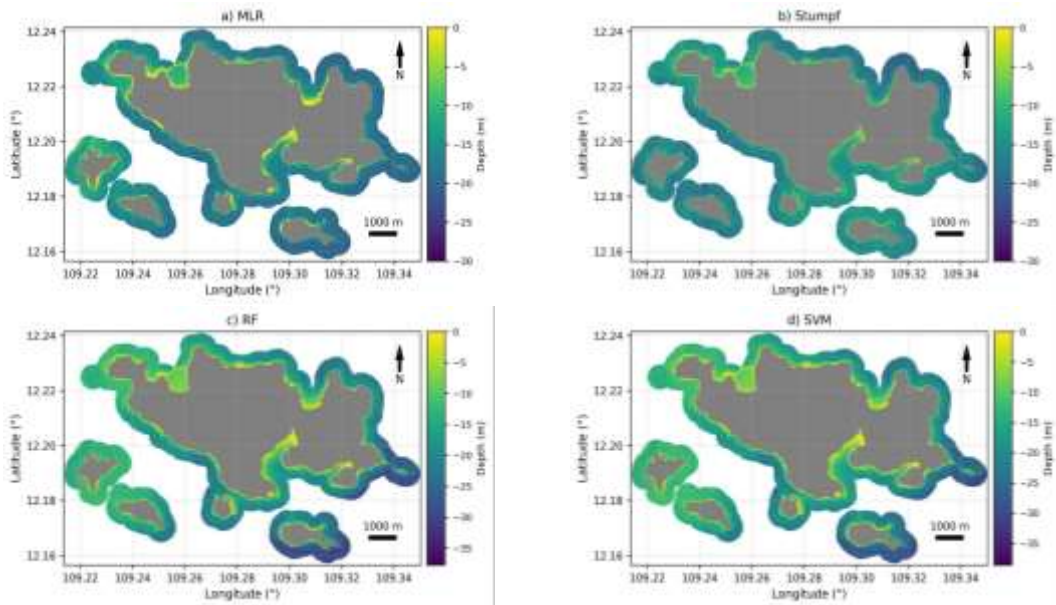 a) MLR
12.24
12.22
12.20
12.18
12.16
Latitude (°)
109.22 109.24 109.26 109.28 109.30 109.32 109.34
Longitude (°)
N
1000 m
0
−5
−10
−15
−20
−25
−30
Depth (m)
b) Stumpf
12.24
12.22
12.20
12.18
12.16
Latitude (°)
109.22 109.24 109.26 109.28 109.30 109.32 109.34
Longitude (°)
N
1000 m
0
−5
−10
−15
−20
−25
−30
Depth (m)
c) RF
12.24
12.22
12.20
12.18
12.16
Latitude (°)
109.22 109.24 109.26 109.28 109.30 109.32 109.34
Longitude (°)
N
1000 m
0
−5
−10
−15
−20
−25
−30
−35
Depth (m)
d) SVM
12.24
12.22
12.20
12.18
12.16
Latitude (°)
109.22 109.24 109.26 109.28 109.30 109.32 109.34
Longitude (°)
N
1000 m
0
−5
−10
−15
−20
−25
−30
−35
Depth (m)